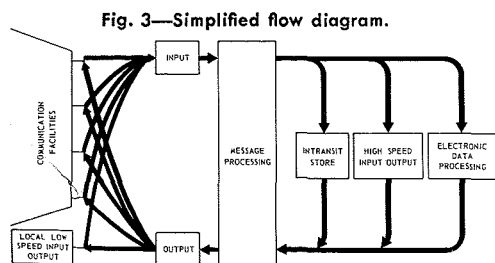 Fig. 3—Simplified flow diagram.
COMMUNICATION
FACILITIES
LOCAL LOW
SPEED INPUT
OUTPUT
INPUT
OUTPUT
MESSAGE
PROCESSING
INTRANSIT
STORE
HIGH SPEED
INPUT OUTPUT
ELECTRONIC
DATA
PROCESSING